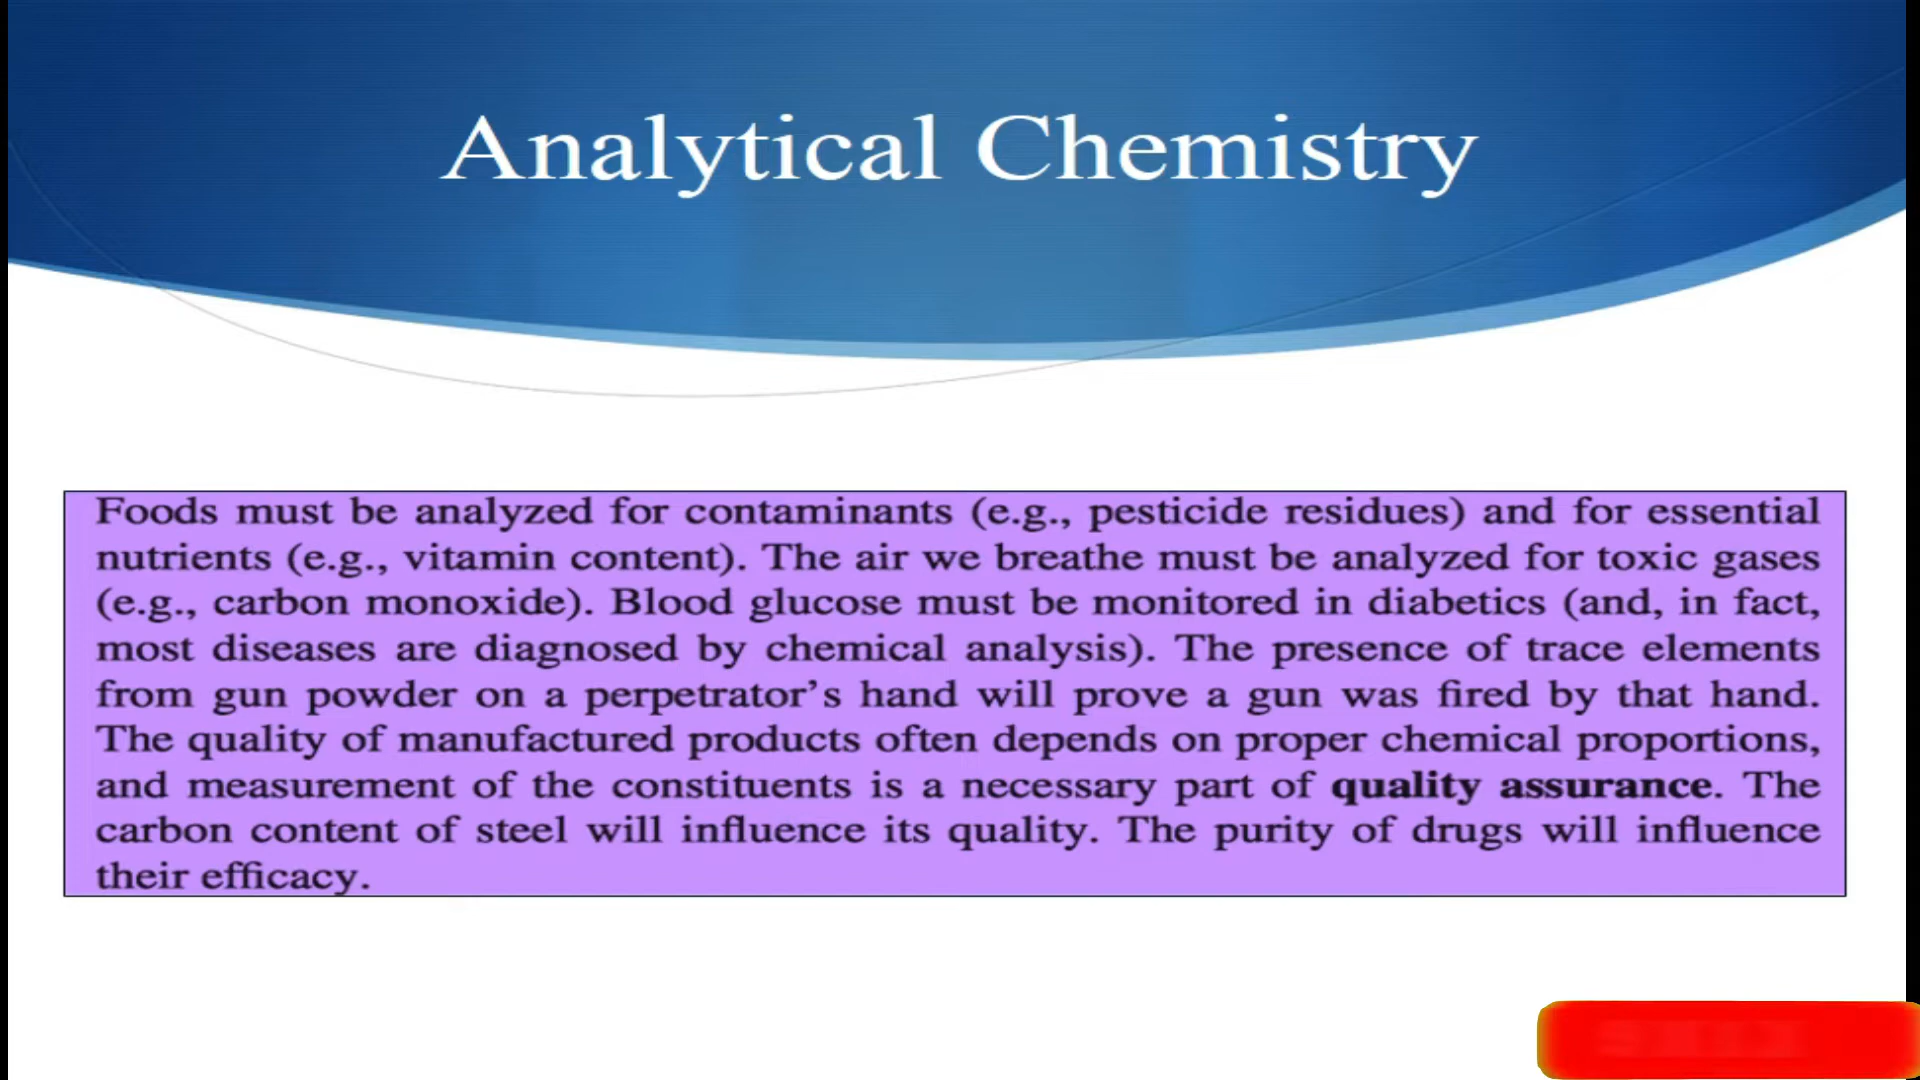 Analytical Chemistry
Foods must be analyzed for contaminants (e.g., pesticide residues) and for essential
nutrients (e.g., vitamin content). The air we breathe must be analyzed for toxic gases
(e.g., carbon monoxide). Blood glucose must be monitored in diabetics (and, in fact,
most diseases are diagnosed by chemical analysis). The presence of trace elements
from gun powder on a perpetrator’s hand will prove a gun was fired by that hand.
The quality of manufactured products often depends on proper chemical proportions,
and measurement of the constituents is a necessary part of quality assurance. The
carbon content of steel will influence its quality. The purity of drugs will influence
their efficacy.